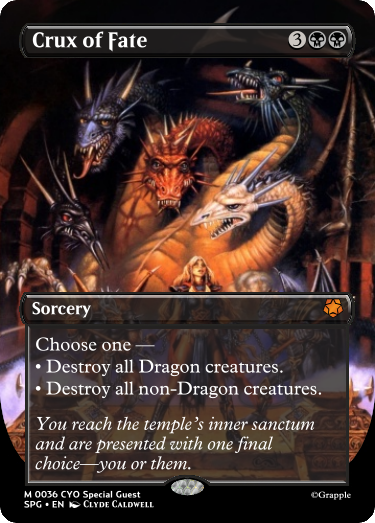 Crux of Fate 3
Sorcery
Choose one —
• Destroy all Dragon creatures.
• Destroy all non-Dragon creatures.
You reach the temple's inner sanctum
and are presented with one final
choice—you or them.
M 0036 CYO Special Guest
SPG • EN Clyde Caldwell
©Grapple